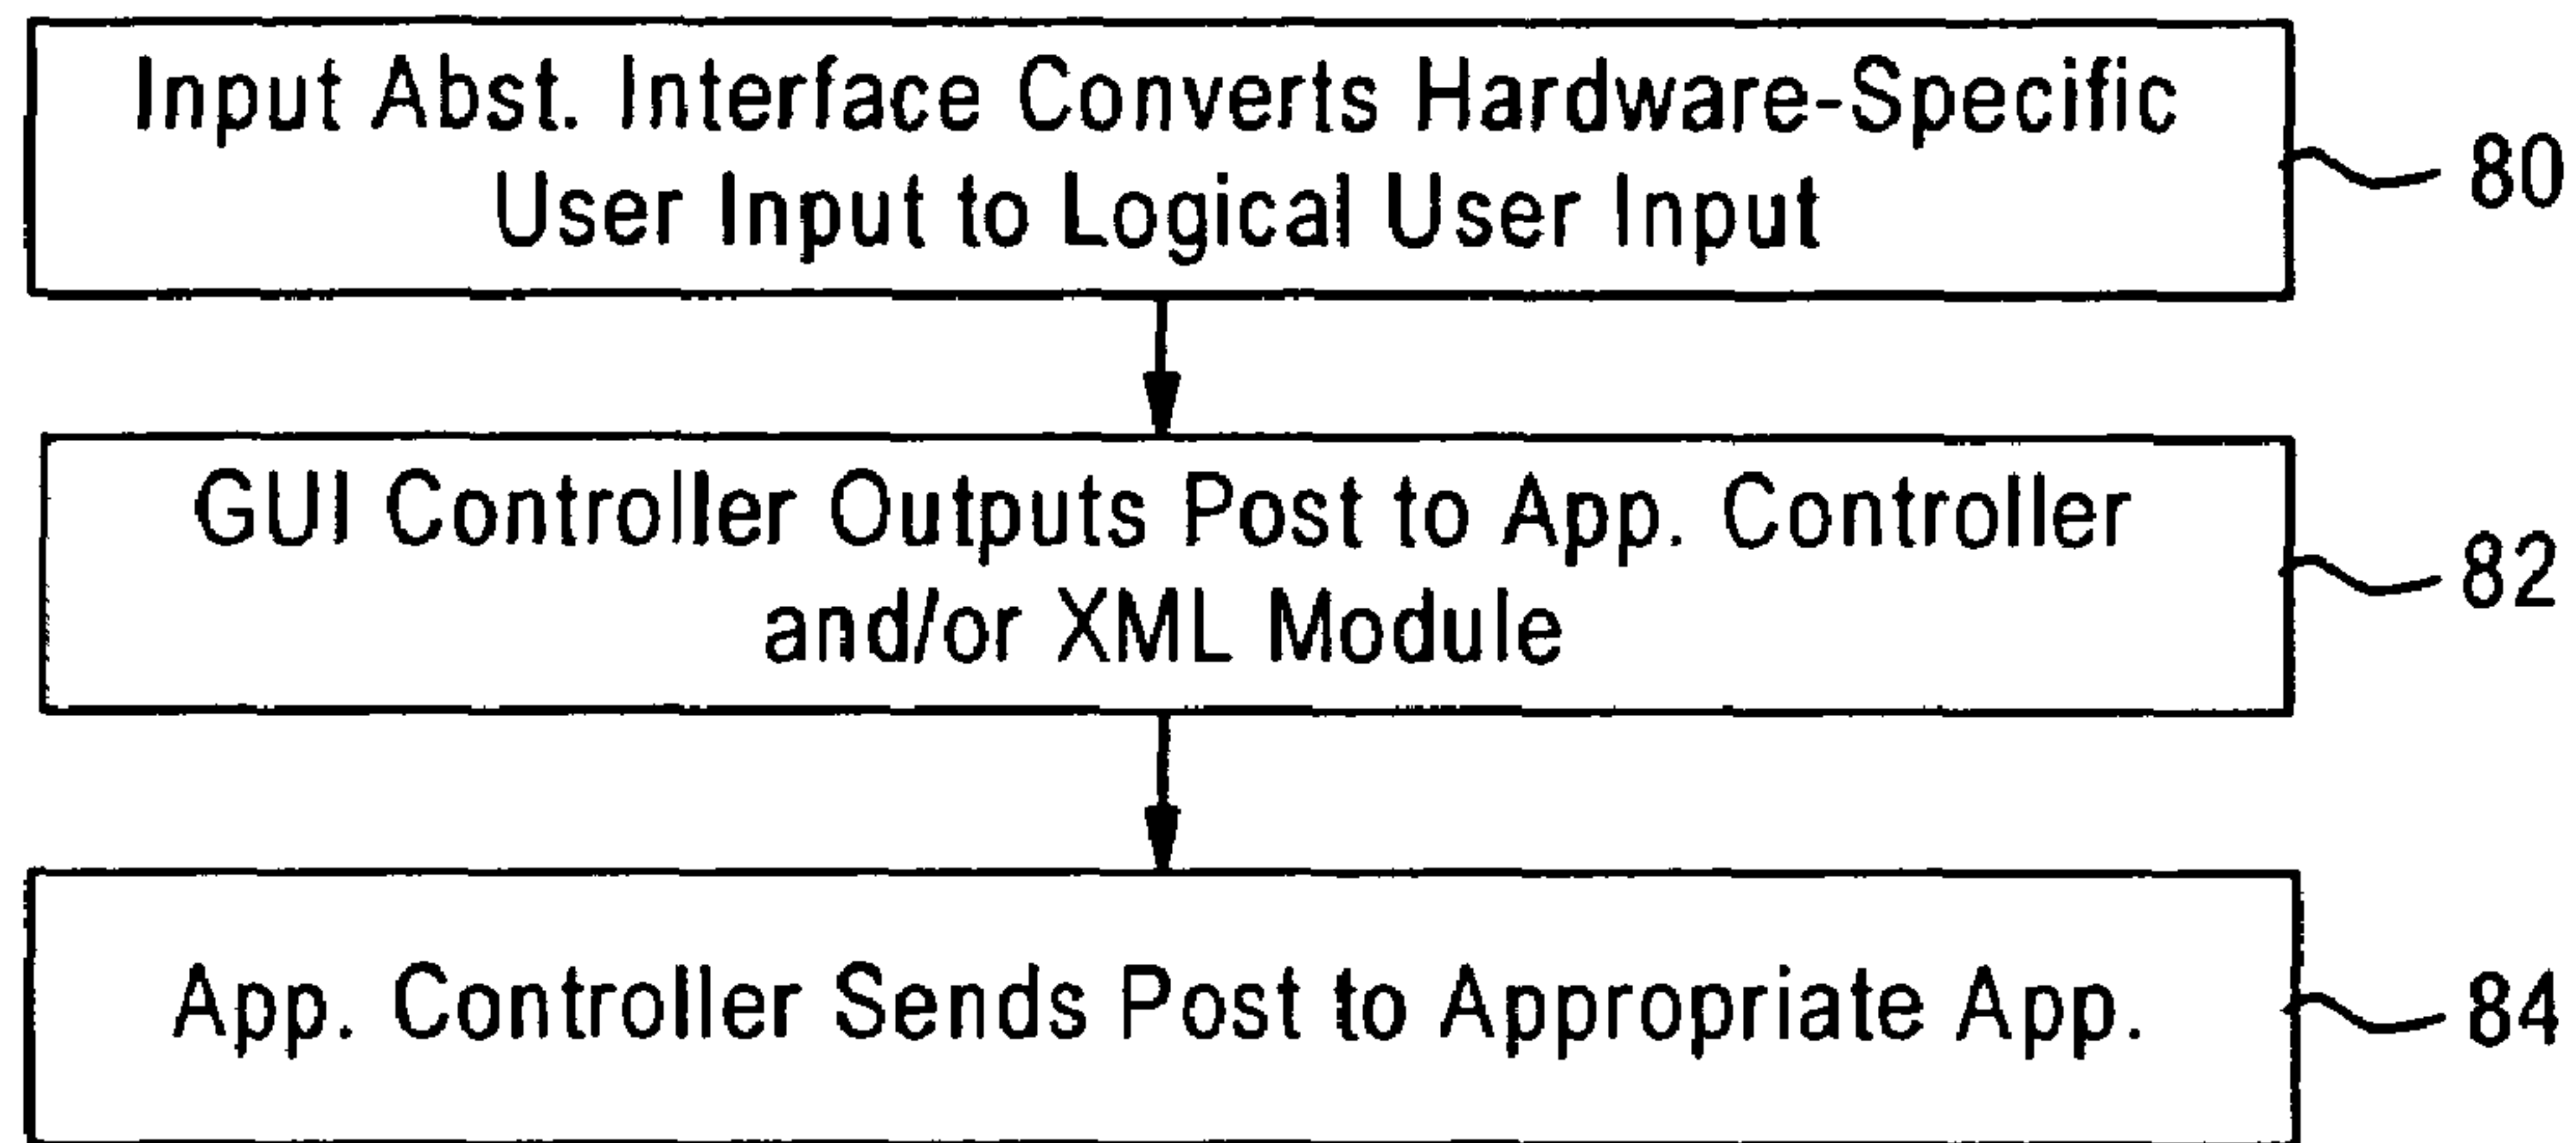 Input Abst. Interface Converts Hardware-Specific
User Input to Logical User Input
80
GUI Controller Outputs Post to App. Controller
and/or XML Module
82
App. Controller Sends Post to Appropriate App.
84